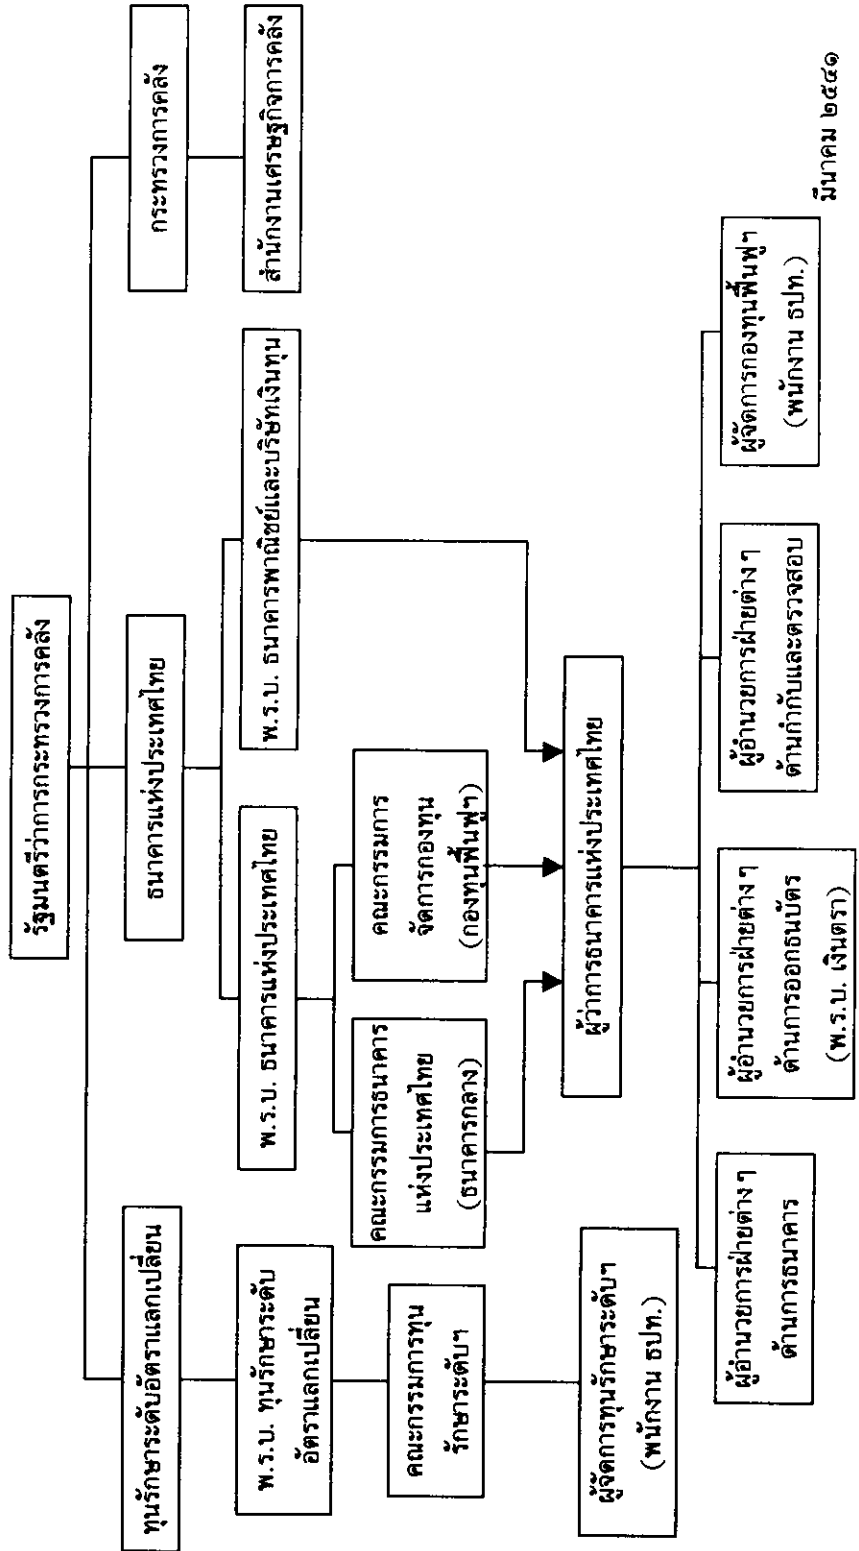 รัฐมนตรีว่าการกระทรวงการคลัง
ทุนรักษาระดับอัตราแลกเปลี่ยน
ธนาคารแห่งประเทศไทย
กระทรวงการคลัง
พ.ร.บ. ทุนรักษาระดับ
อัตราแลกเปลี่ยน
พ.ร.บ. ธนาคารแห่งประเทศไทย
พ.ร.บ. ธนาคารพาณิชย์และบริษัทเงินทุน
สำนักงานเศรษฐกิจการคลัง
คณะกรรมการทุน
รักษาระดับฯ
คณะกรรมการธนาคาร
แห่งประเทศไทย
(ธนาคารกลาง)
คณะกรรมการ
จัดการกองทุน
(กองทุนฟื้นฟูฯ)
ผู้จัดการทุนรักษาระดับฯ
(พนักงาน ธปท.)
ผู้ว่าการธนาคารแห่งประเทศไทย
ผู้อำนวยการฝ่ายต่างๆ
ด้านการธนาคาร
ผู้อำนวยการฝ่ายต่างๆ
ด้านการออกธนบัตร
(พ.ร.บ. เงินตรา)
ผู้อำนวยการฝ่ายต่างๆ
ด้านกำกับและตรวจสอบ
ผู้จัดการกองทุนฟื้นฟูฯ
(พนักงาน ธปท.)
มีนาคม ๒๕๔๑